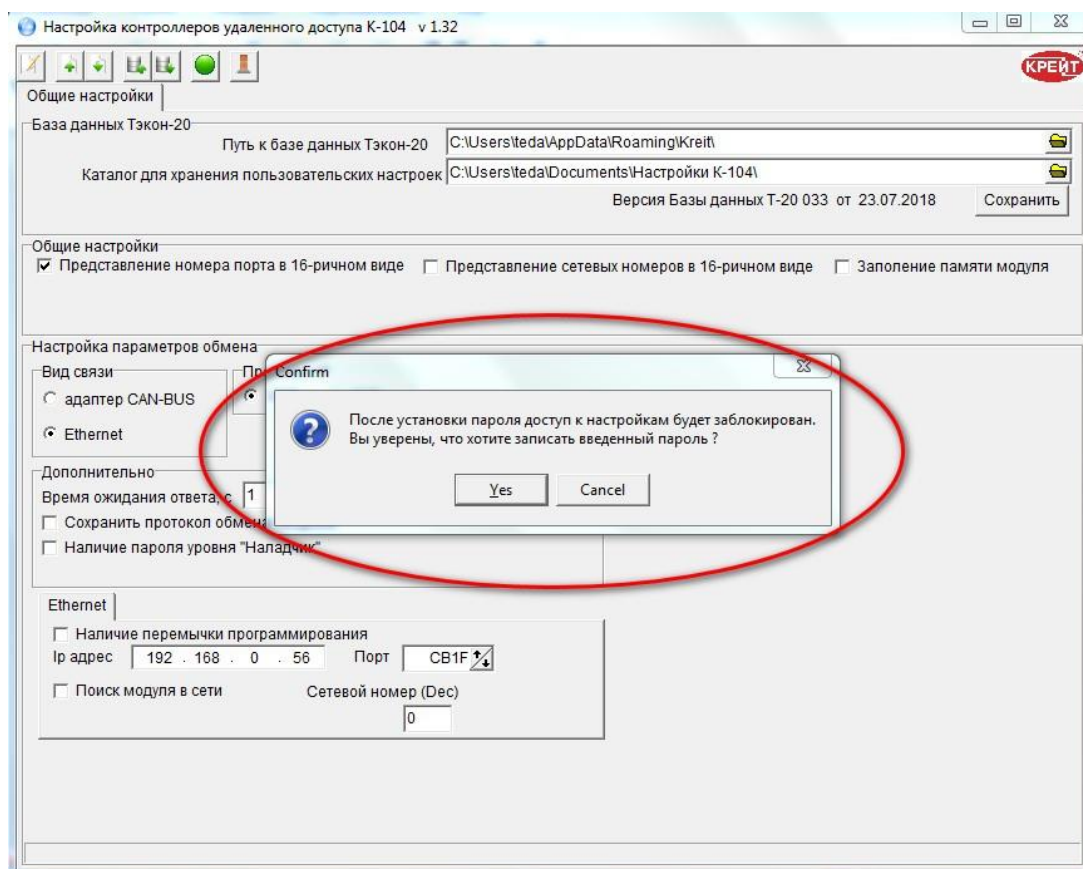 Настройка контроллеров удаленного доступа К-104 v 1.32
КРЕЙТ
Общие настройки
База данных Тэкон-20
Путь к базе данных Тэкон-20 C:\Users\teda\AppData\Roaming\Kreit\
Каталог для хранения пользовательских настроек C:\Users\teda\Documents\Настройки К-104\
Версия Базы данных Т-20 033 от 23.07.2018 Сохранить
Общие настройки
Представление номера порта в 16-ричном виде Представление сетевых номеров в 16-ричном виде Заполение памяти модуля
Настройка параметров обмена
Вид связи
Confirm
адаптер CAN-BUS
После установки пароля доступ к настройкам будет заблокирован.
Ethernet
Вы уверены, что хотите записать введенный пароль ?
Дополнительно
Yes Cancel
Время ожидания ответа, с 1
Сохранить протокол обмена
Наличие пароля уровня "Наладчик"
Ethernet
Наличие перемычки программирования
Ip адрес 192 . 168 . 0 . 56 Порт CB1F
Поиск модуля в сети Сетевой номер (Dec)
0